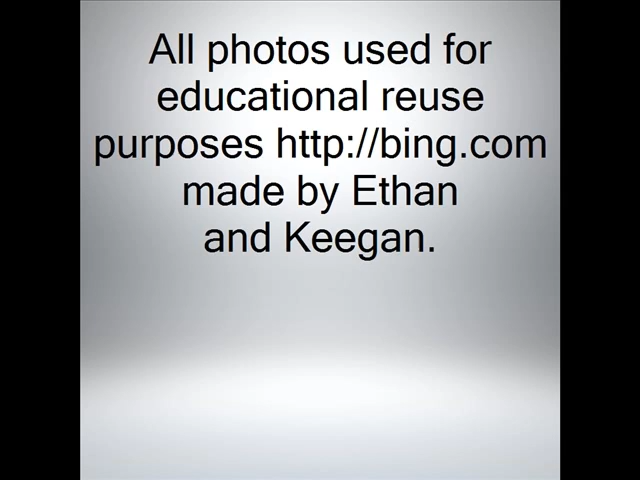 All photos used for
educational reuse
purposes http://bing.com
made by Ethan
and Keegan.